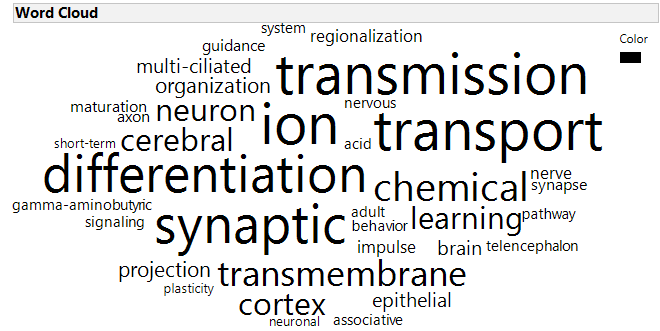 Word Cloud
system
regionalization
Color
guidance
multi-ciliated
transmission
organization
maturation
axon
neuron
nervous
ion
transport
short-term
cerebral
acid
differentiation
chemical
nerve
synapse
gamma-aminobutyric
signaling
synaptic
adult
behavior
learning
pathway
impulse
brain
telencephalon
projection
transmembrane
plasticity
cortex
epithelial
neuronal
associative